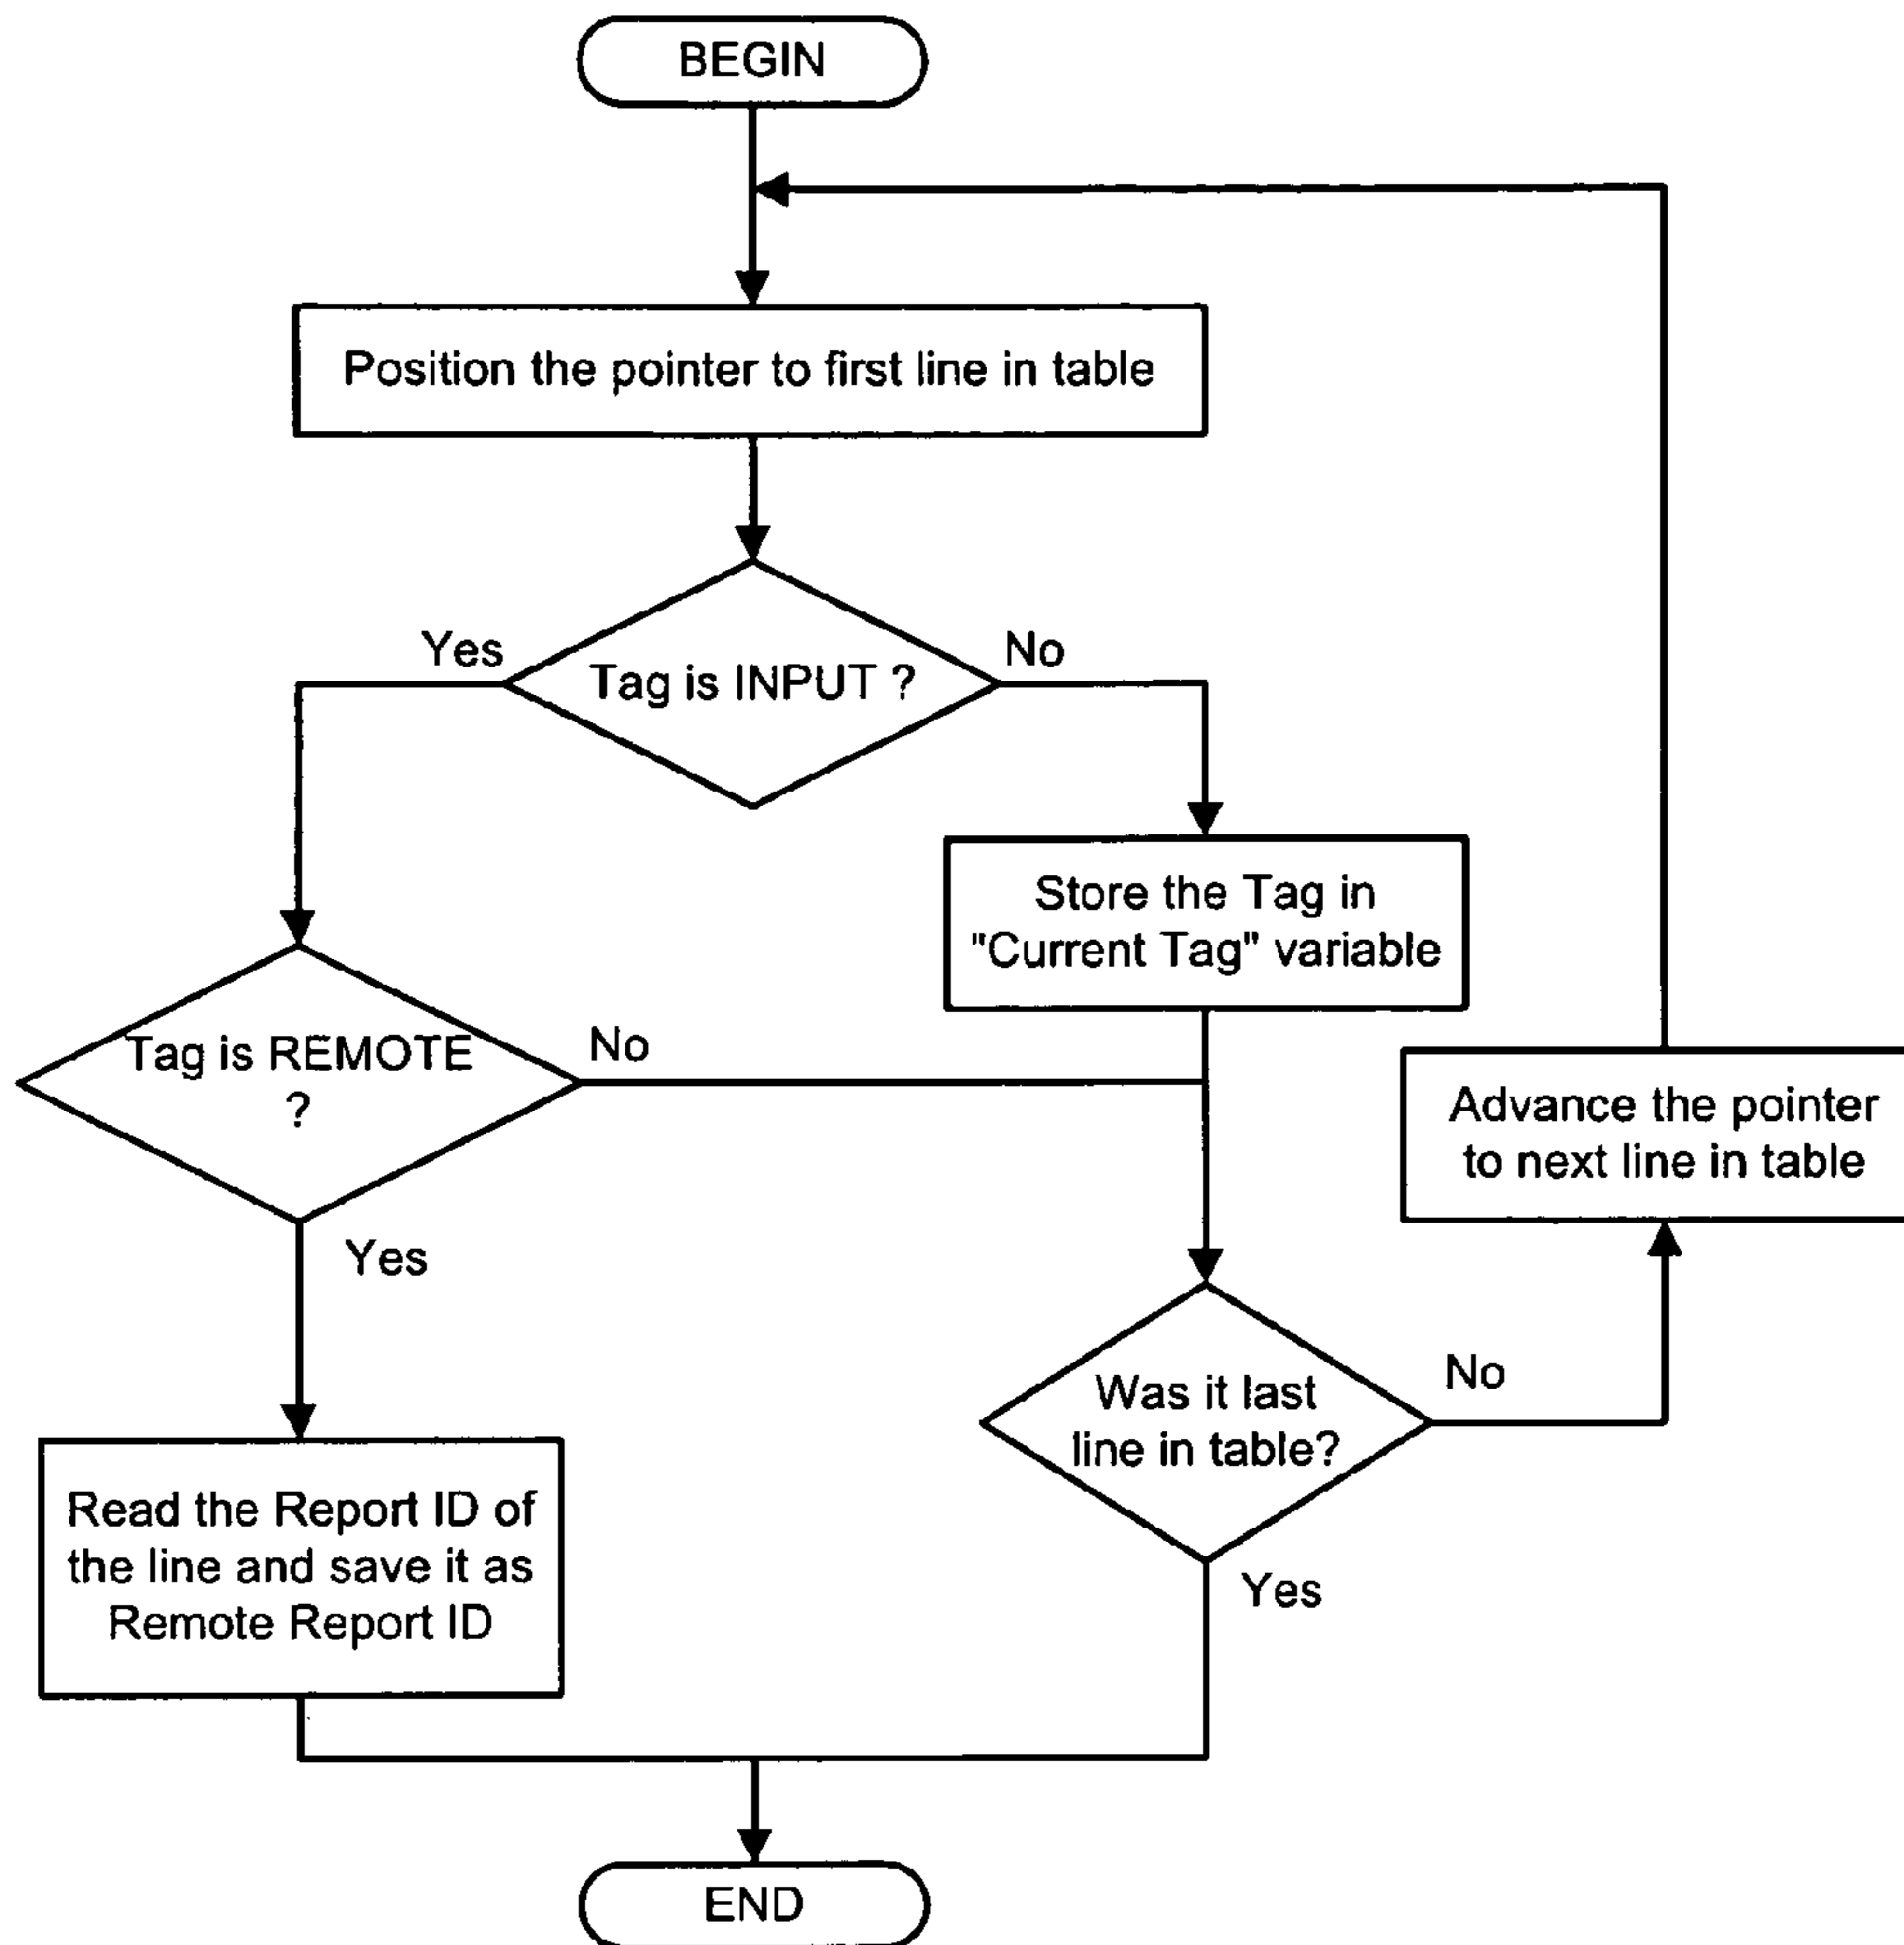 BEGIN
Position the pointer to first line in table
Yes
Tag is INPUT ?
No
Store the Tag in
"Current Tag" variable
Tag is REMOTE
?
No
Advance the pointer
to next line in table
Yes
Was it last
line in table?
No
Read the Report ID of
the line and save it as
Remote Report ID
Yes
END